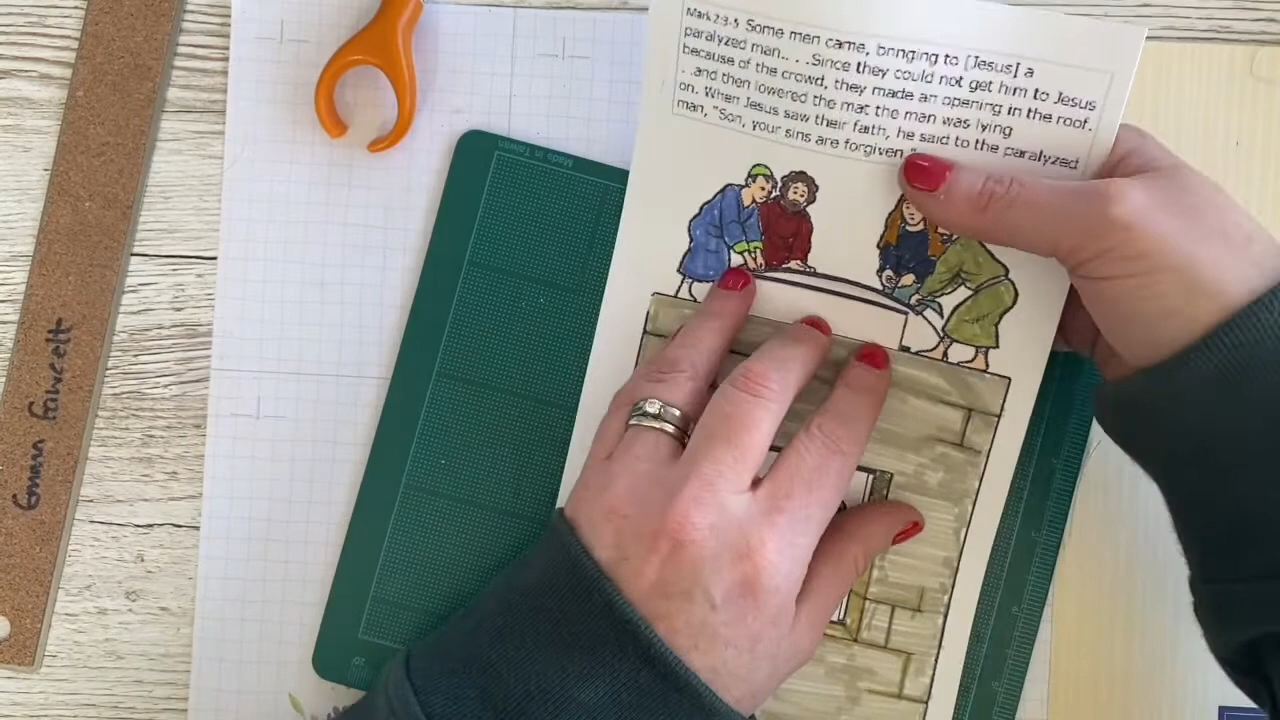 Mark 2:3-5 Some men came, bringing to [Jesus] a
paralyzed man.. . .Since they could not get him to Jesus
because of the crowd, they made an opening in the roof.
. .and then lowered the mat the man was lying
on. When Jesus saw their faith, he said to the paralyzed
man, "Son, your sins are forgiven."
Made in Taiwan
Emma Fawcett
20